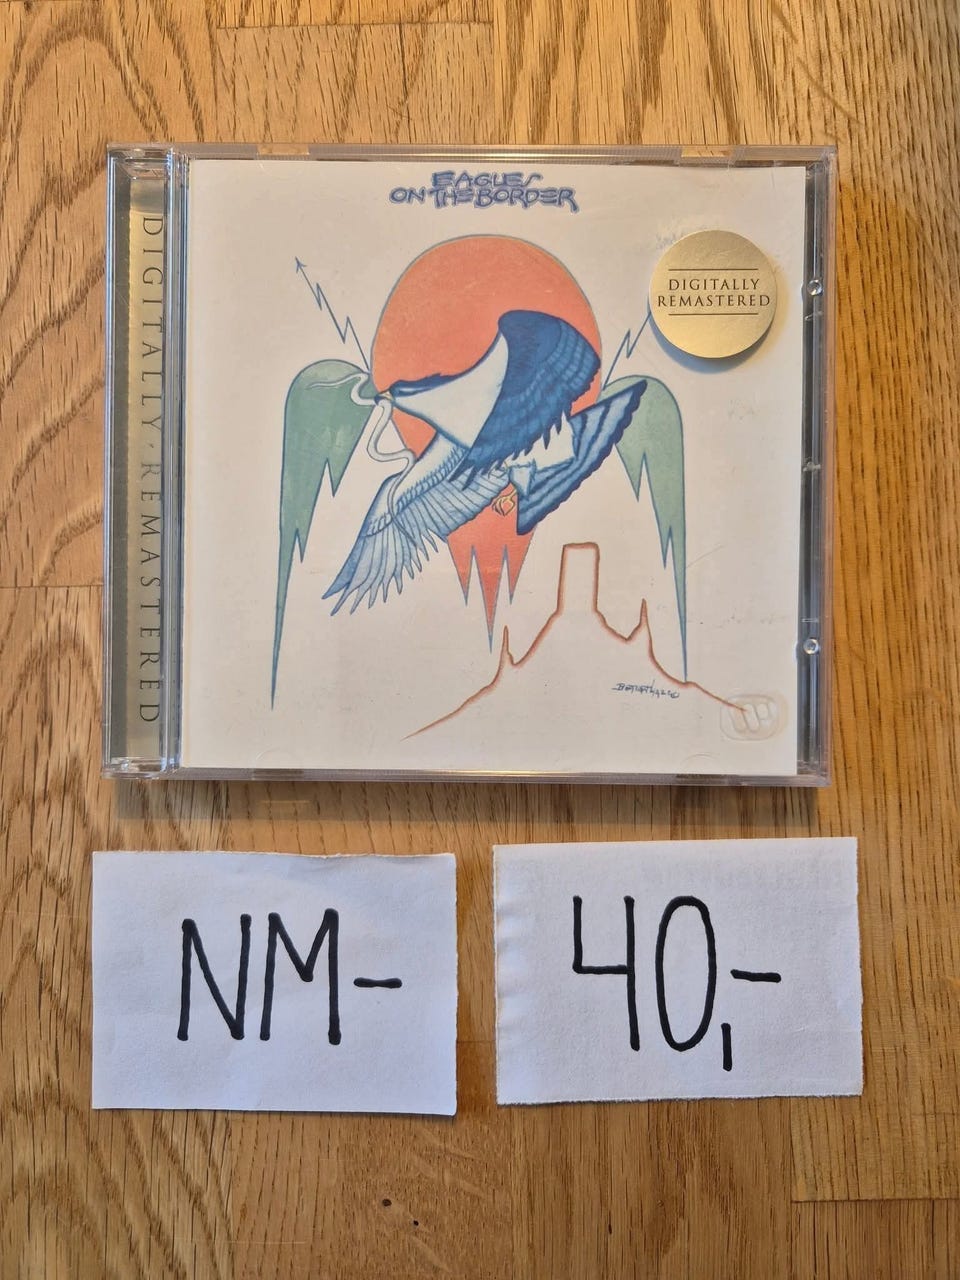 EAGLES
ON THE BORDER
DIGITALLY
REMASTERED
DIGITALLY·REMASTERED
NM-
40,-